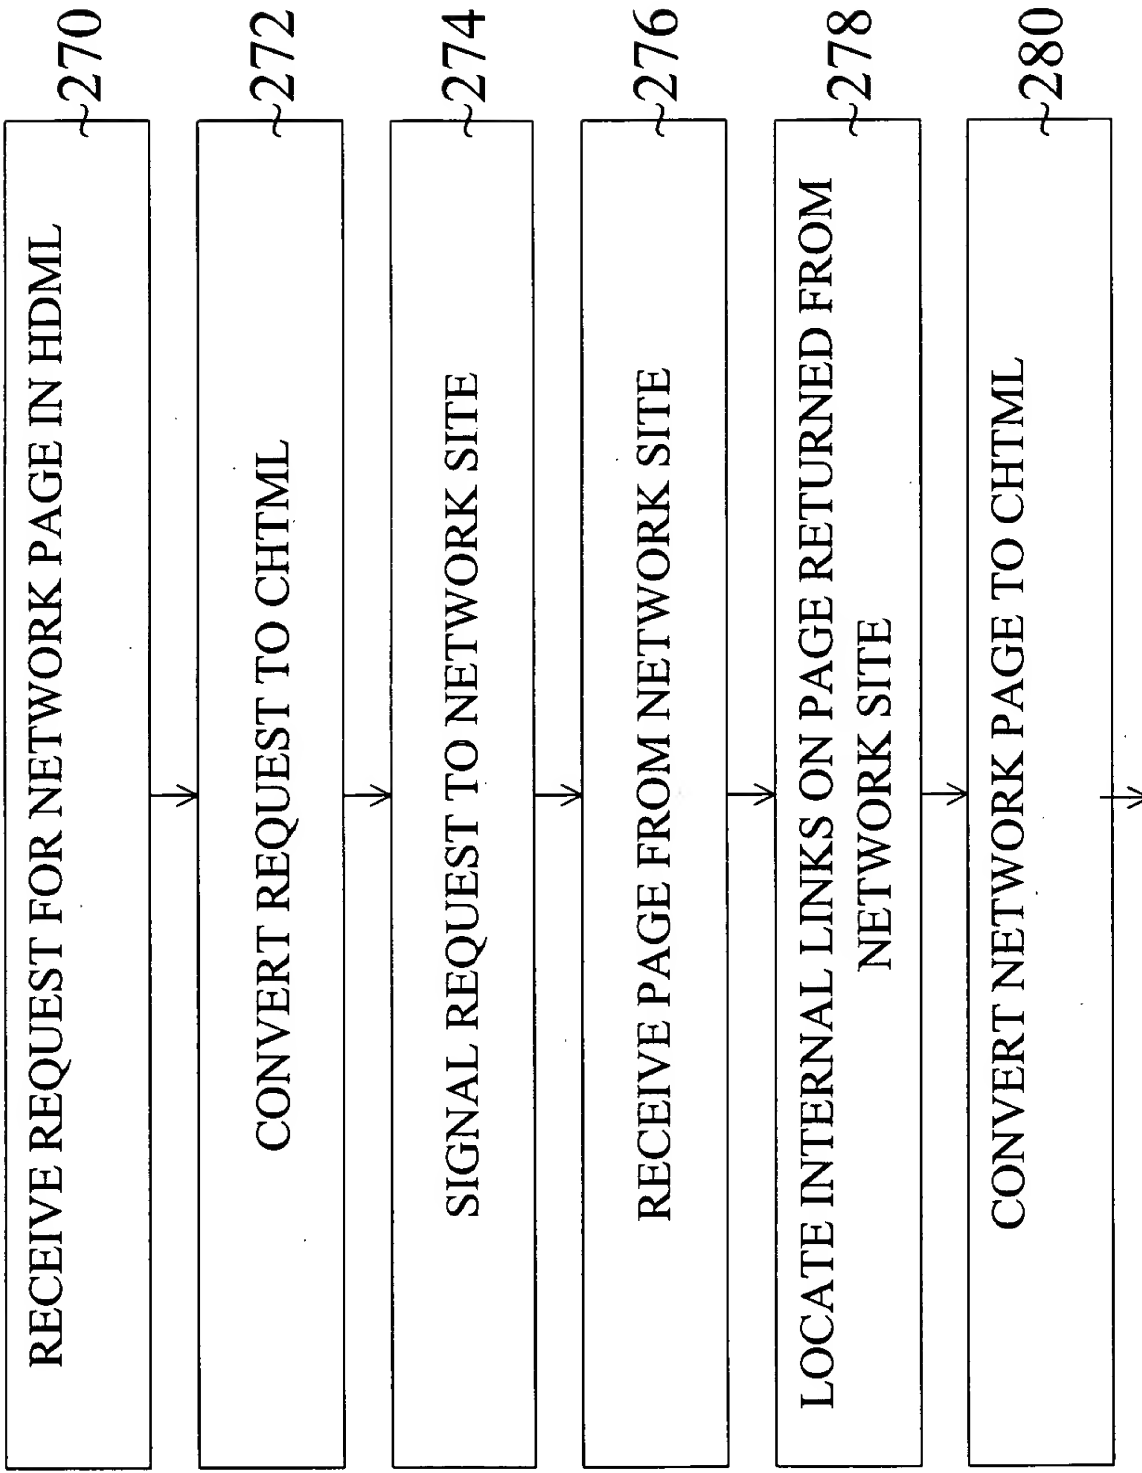 RECEIVE REQUEST FOR NETWORK PAGE IN HDML
~270
CONVERT REQUEST TO CHTML
~272
SIGNAL REQUEST TO NETWORK SITE
~274
RECEIVE PAGE FROM NETWORK SITE
~276
LOCATE INTERNAL LINKS ON PAGE RETURNED FROM
NETWORK SITE
~278
CONVERT NETWORK PAGE TO CHTML
~280